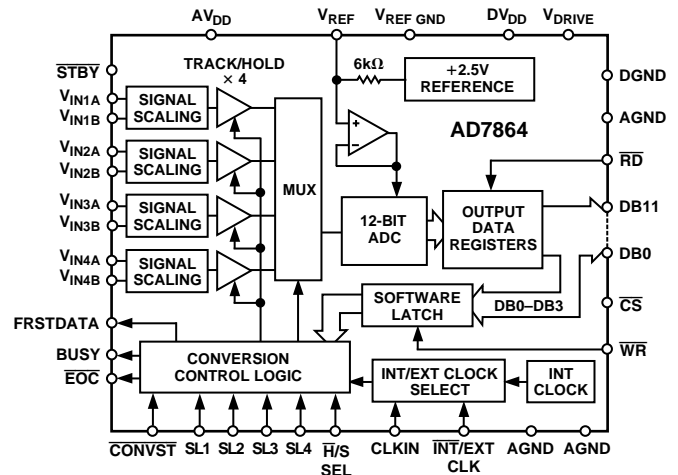 AVDD
VREF
VREF GND
DVDD
VDRIVE
STBY
TRACK/HOLD
× 4
6kΩ
+2.5V
REFERENCE
DGND
VIN1A
VIN1B
SIGNAL
SCALING
AGND
AD7864
+
−
VIN2A
VIN2B
SIGNAL
SCALING
MUX
RD
VIN3A
VIN3B
SIGNAL
SCALING
12-BIT
ADC
OUTPUT
DATA
REGISTERS
DB11
DB0
VIN4A
VIN4B
SIGNAL
SCALING
SOFTWARE
LATCH
DB0–DB3
CS
FRSTDATA
BUSY
EOC
CONVERSION
CONTROL LOGIC
INT/EXT CLOCK
SELECT
INT
CLOCK
WR
CONVST
SL1
SL2
SL3
SL4
H/S
SEL
CLKIN
INT/EXT
CLK
AGND
AGND